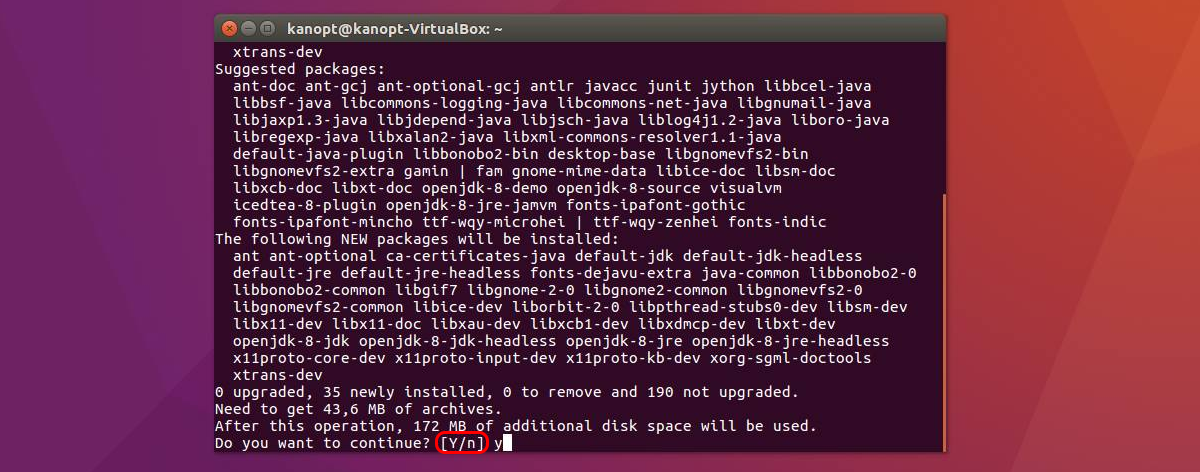 kanopt@kanopt-VirtualBox: ~
xtrans-dev
Suggested packages:
ant-doc ant-gcj ant-optional-gcj antlr javacc junit jython libbcel-java
libbsf-java libcommons-logging-java libcommons-net-java libgnumail-java
libjaxp1.3-java libjdepend-java libjsch-java liblog4j1.2-java liboro-java
libregexp-java libxalan2-java libxml-commons-resolver1.1-java
default-java-plugin libbonobo2-bin desktop-base libgnomevfs2-bin
libgnomevfs2-extra gamin | fam gnome-mime-data libice-doc libsm-doc
libxcb-doc libxt-doc openjdk-8-demo openjdk-8-source visualvm
icedtea-8-plugin openjdk-8-jre-jamvm fonts-ipafont-gothic
fonts-ipafont-mincho ttf-wqy-microhei | ttf-wqy-zenhei fonts-indic
The following NEW packages will be installed:
ant ant-optional ca-certificates-java default-jdk default-jdk-headless
default-jre default-jre-headless fonts-dejavu-extra java-common libbonobo2-0
libbonobo2-common libgif7 libgnome-2-0 libgnome2-common libgnomevfs2-0
libgnomevfs2-common libice-dev liborbit-2-0 libpthread-stubs0-dev libsm-dev
libx11-dev libx11-doc libxau-dev libxcb1-dev libxdmcp-dev libxt-dev
openjdk-8-jdk openjdk-8-jdk-headless openjdk-8-jre openjdk-8-jre-headless
x11proto-core-dev x11proto-input-dev x11proto-kb-dev xorg-sgml-doctools
xtrans-dev
0 upgraded, 35 newly installed, 0 to remove and 190 not upgraded.
Need to get 43,6 MB of archives.
After this operation, 172 MB of additional disk space will be used.
Do you want to continue? [Y/n] y